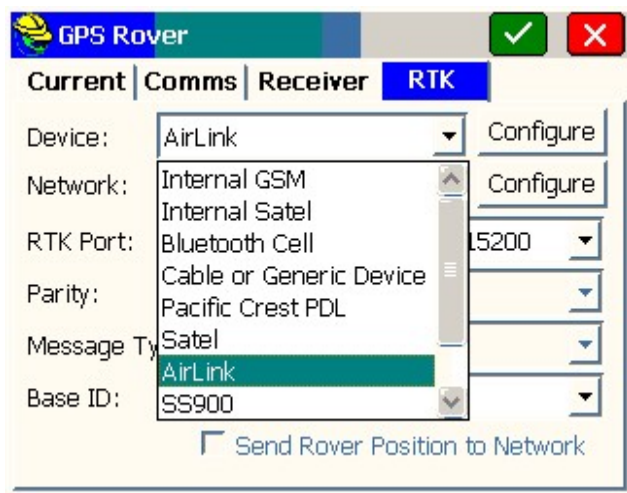 GPS Rover
Current Comms Receiver RTK
Device: AirLink Configure
Network: Internal GSM Configure
Internal Satel
RTK Port: Bluetooth Cell 15200
Cable or Generic Device
Parity: Pacific Crest PDL
Message Ty Satel
AirLink
Base ID: SS900
Send Rover Position to Network